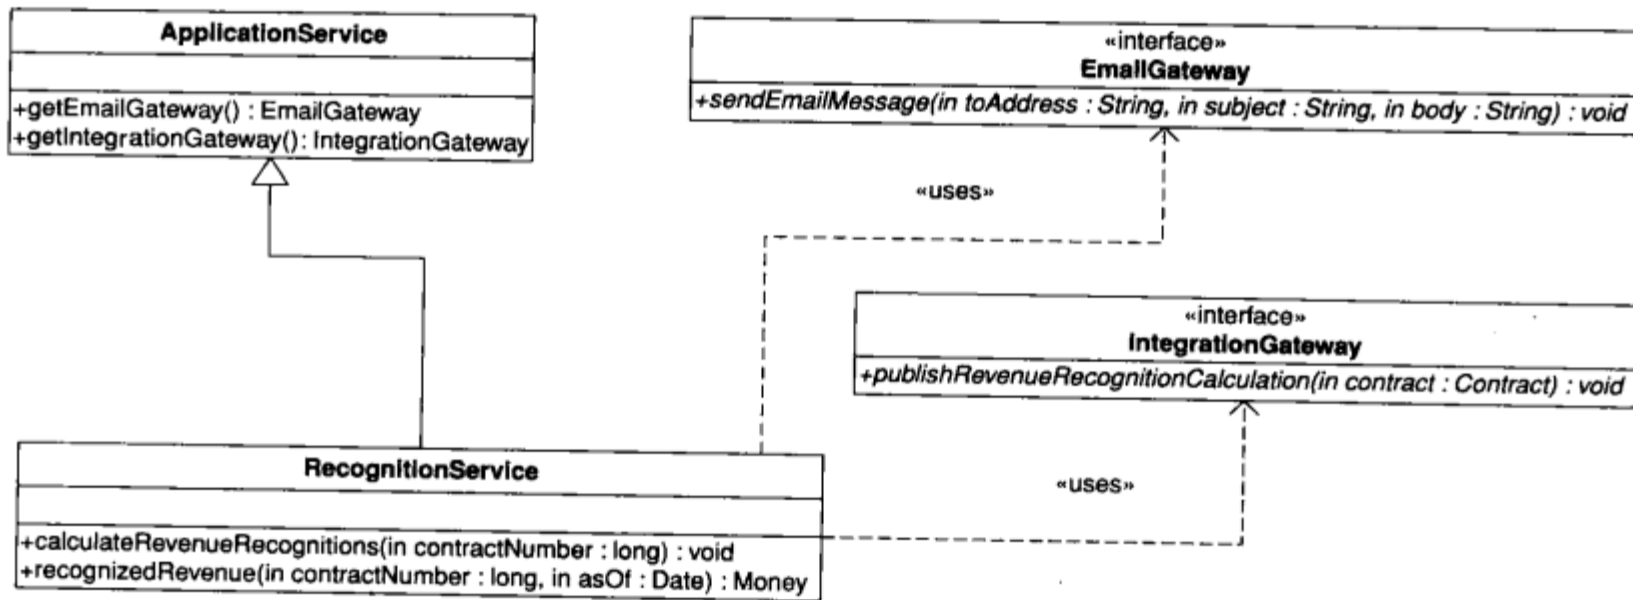 ApplicationService
+getEmailGateway() : EmailGateway
+getIntegrationGateway(): IntegrationGateway
«interface»
EmailGateway
+sendEmailMessage(in toAddress : String, in subject : String, in body : String) : void
«uses»
«interface»
IntegrationGateway
+publishRevenueRecognitionCalculation(in contract : Contract) : void
«uses»
RecognitionService
+calculateRevenueRecognitions(in contractNumber : long) : void
+recognizedRevenue(in contractNumber : long, in asOf : Date) : Money